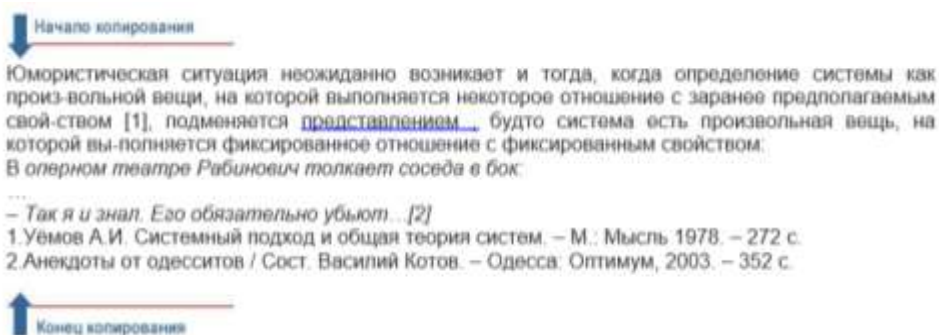 Начало копирования
Юмористическая ситуация неожиданно возникает и тогда, когда определение системы как
произ-вольной вещи, на которой выполняется некоторое отношение с заранее предполагаемым
свой-ством [1], подменяется представлением , будто система есть произвольная вещь, на
которой вы-полняется фиксированное отношение с фиксированным свойством:
В оперном театре Рабинович толкает соседа в бок:
...
– Так я и знал. Его обязательно убьют...[2]
1.Уёмов А.И. Системный подход и общая теория систем. – М.: Мысль 1978. – 272 с.
2.Анекдоты от одесситов / Сост. Василий Котов. – Одесса: Оптимум, 2003. – 352 с.
Конец копирования